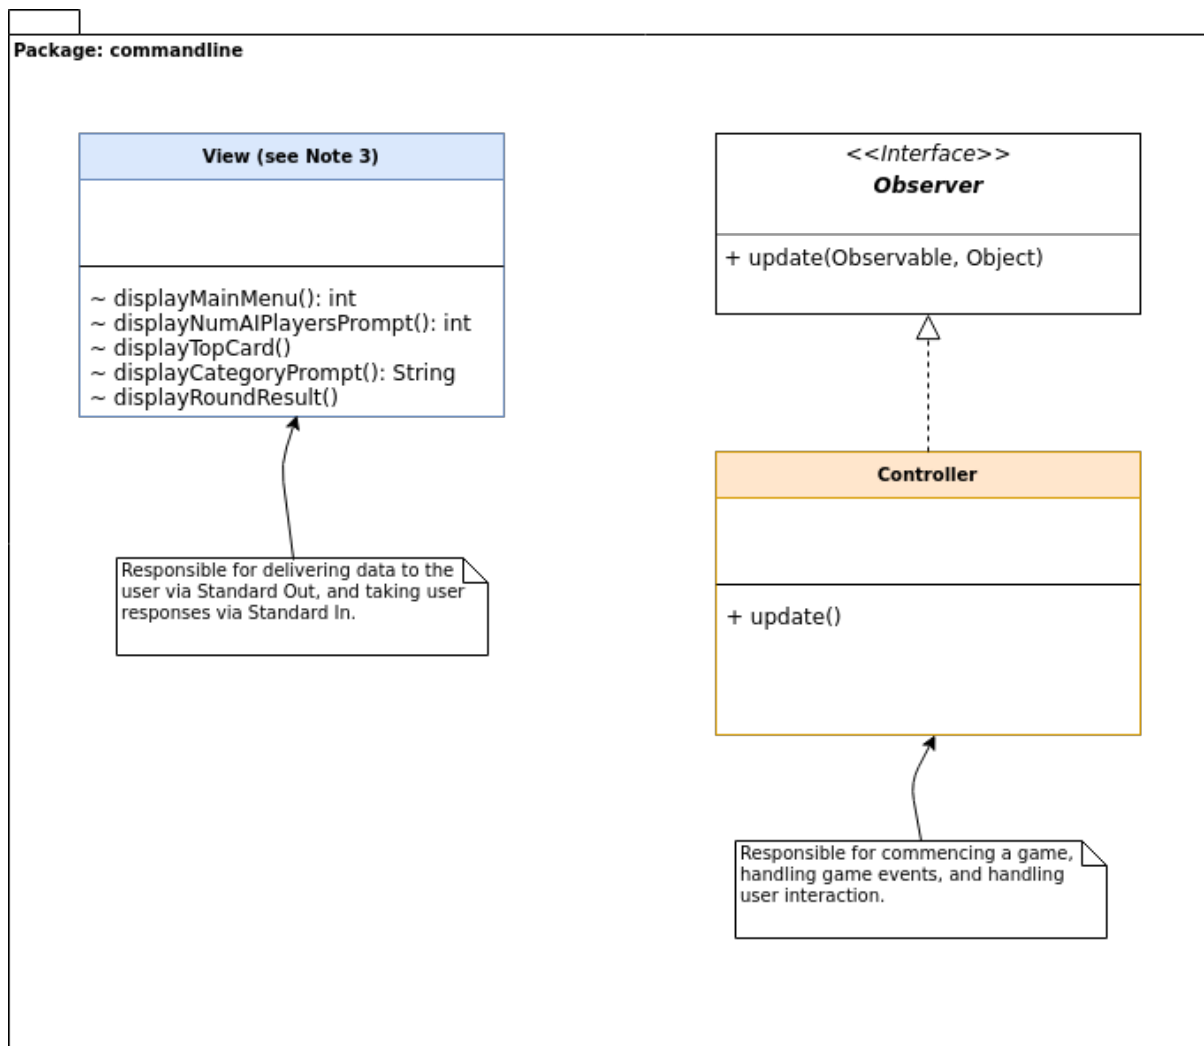 Package: commandline
View (see Note 3)
~ displayMainMenu(): int
~ displayNumAIPlayersPrompt(): int
~ displayTopCard()
~ displayCategoryPrompt(): String
~ displayRoundResult()
Responsible for delivering data to the
user via Standard Out, and taking user
responses via Standard In.
<<Interface>>
Observer
+ update(Observable, Object)
Controller
+ update()
Responsible for commencing a game,
handling game events, and handling
user interaction.